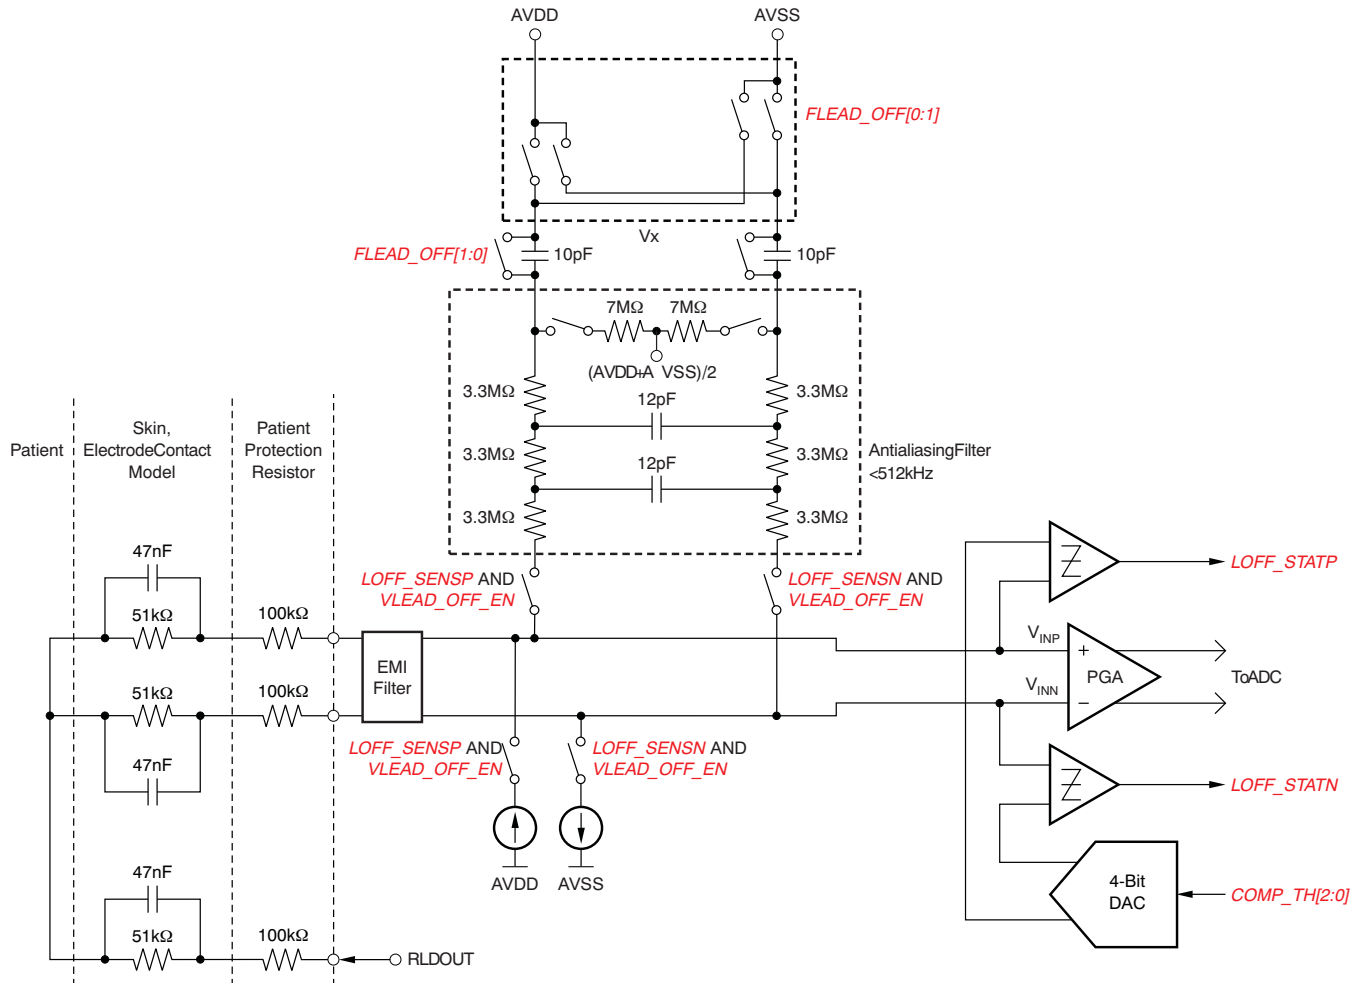 AVDD
AVSS
FLEAD_OFF[0:1]
Vx
FLEAD_OFF[1:0]
10pF
10pF
7MΩ
7MΩ
(AVDD+A VSS)/2
3.3MΩ
3.3MΩ
12pF
3.3MΩ
3.3MΩ
12pF
3.3MΩ
3.3MΩ
AntialiasingFilter
<512kHz
Patient
Skin,
ElectrodeContact
Model
Patient
Protection
Resistor
47nF
51kΩ
100kΩ
LOFF_SENSP AND
VLEAD_OFF_EN
LOFF_SENSN AND
VLEAD_OFF_EN
LOFF_STATP
EMI
Filter
VINP
PGA
+
−
VINN
ToADC
51kΩ
100kΩ
47nF
LOFF_SENSP AND
VLEAD_OFF_EN
LOFF_SENSN AND
VLEAD_OFF_EN
LOFF_STATN
AVDD
AVSS
47nF
51kΩ
100kΩ
RLDOUT
4-Bit
DAC
COMP_TH[2:0]